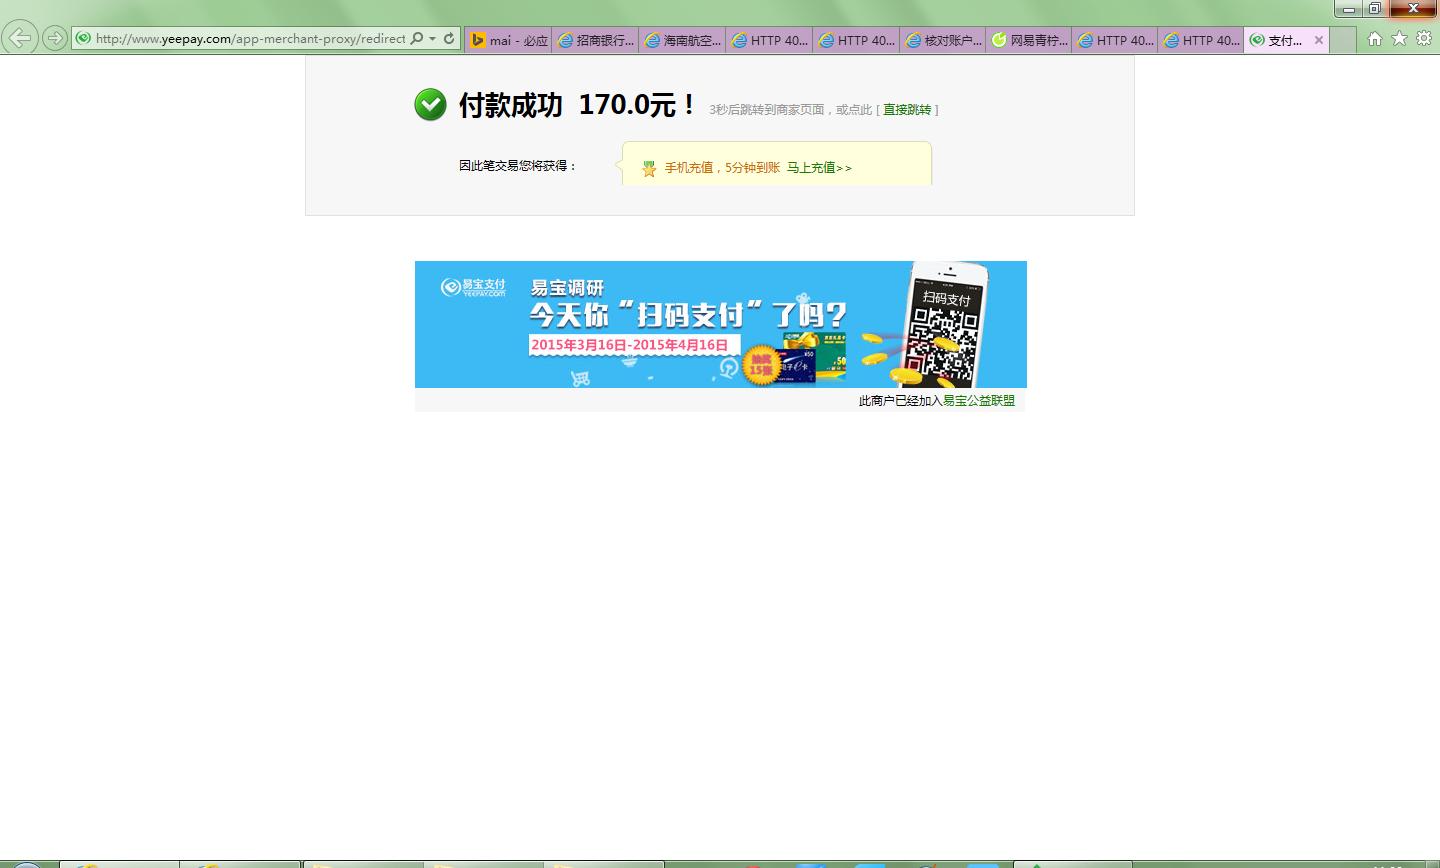 http://www.yeepay.com/app-merchant-proxy/redirect
mai - 必应
招商银行...
海南航空...
HTTP 40...
HTTP 40...
核对账户...
网易青柠...
HTTP 40...
HTTP 40...
支付...
付款成功 170.0元！ 3秒后跳转到商家页面，或点此 [ 直接跳转 ]
因此笔交易您将获得： 手机充值，5分钟到账 马上充值>>
易宝支付
YEEPAY.COM
易宝调研
今天你“扫码支付”了吗?
2015年3月16日-2015年4月16日
抽奖
15张
¥50
50
扫码支付
此商户已经加入易宝公益联盟